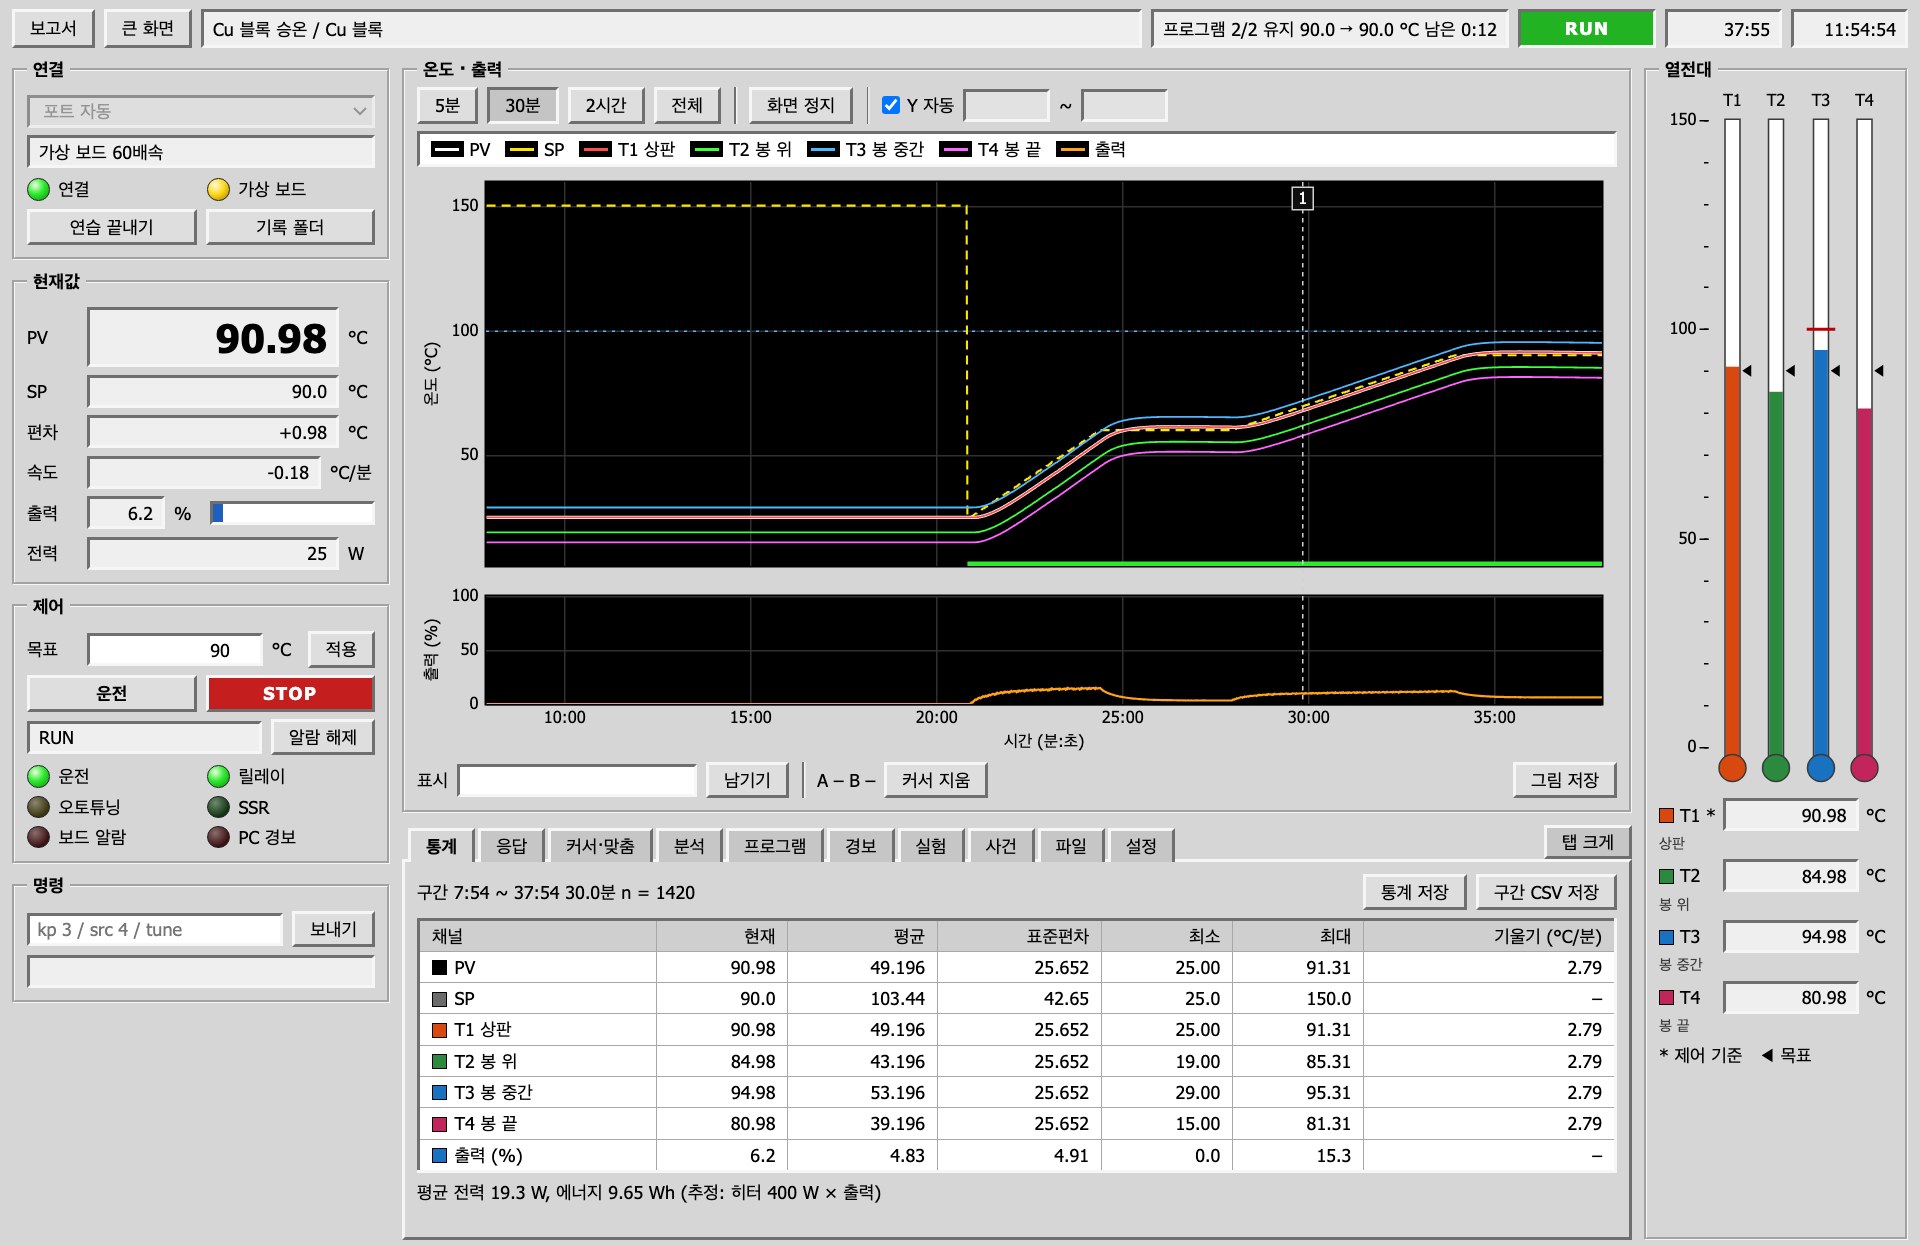 보고서 큰 화면 Cu 블록 승온 / Cu 블록 프로그램 2/2 유지 90.0 → 90.0 °C 남은 0:12 RUN 37:55 11:54:54
연결
포트 자동
가상 보드 60배속
연결 가상 보드
연습 끝내기 기록 폴더
현재값
PV 90.98 °C
SP 90.0 °C
편차 +0.98 °C
속도 -0.18 °C/분
출력 6.2 %
전력 25 W
제어
목표 90 °C 적용
운전 STOP
RUN 알람 해제
운전 릴레이
오토튜닝 SSR
보드 알람 PC 경보
명령
kp 3 / src 4 / tune 보내기
온도 · 출력
5분 30분 2시간 전체 화면 정지 Y 자동 ~
PV SP T1 상판 T2 봉 위 T3 봉 중간 T4 봉 끝 출력
1
150
100
50
온도 (°C)
100
50
0
출력 (%)
10:00 15:00 20:00 25:00 30:00 35:00
시간 (분:초)
표시 남기기 A – B – 커서 지움 그림 저장
통계 응답 커서·맞춤 분석 프로그램 경보 실험 사건 파일 설정 탭 크게
구간 7:54 ~ 37:54 30.0분 n = 1420 통계 저장 구간 CSV 저장
채널 현재 평균 표준편차 최소 최대 기울기 (°C/분)
PV 90.98 49.196 25.652 25.00 91.31 2.79
SP 90.0 103.44 42.65 25.0 150.0 –
T1 상판 90.98 49.196 25.652 25.00 91.31 2.79
T2 봉 위 84.98 43.196 25.652 19.00 85.31 2.79
T3 봉 중간 94.98 53.196 25.652 29.00 95.31 2.79
T4 봉 끝 80.98 39.196 25.652 15.00 81.31 2.79
출력 (%) 6.2 4.83 4.91 0.0 15.3 –
평균 전력 19.3 W, 에너지 9.65 Wh (추정: 히터 400 W × 출력)
열전대
T1 T2 T3 T4
150
100
50
0
T1 * 90.98 °C
상판
T2 84.98 °C
봉 위
T3 94.98 °C
봉 중간
T4 80.98 °C
봉 끝
* 제어 기준 ◀ 목표